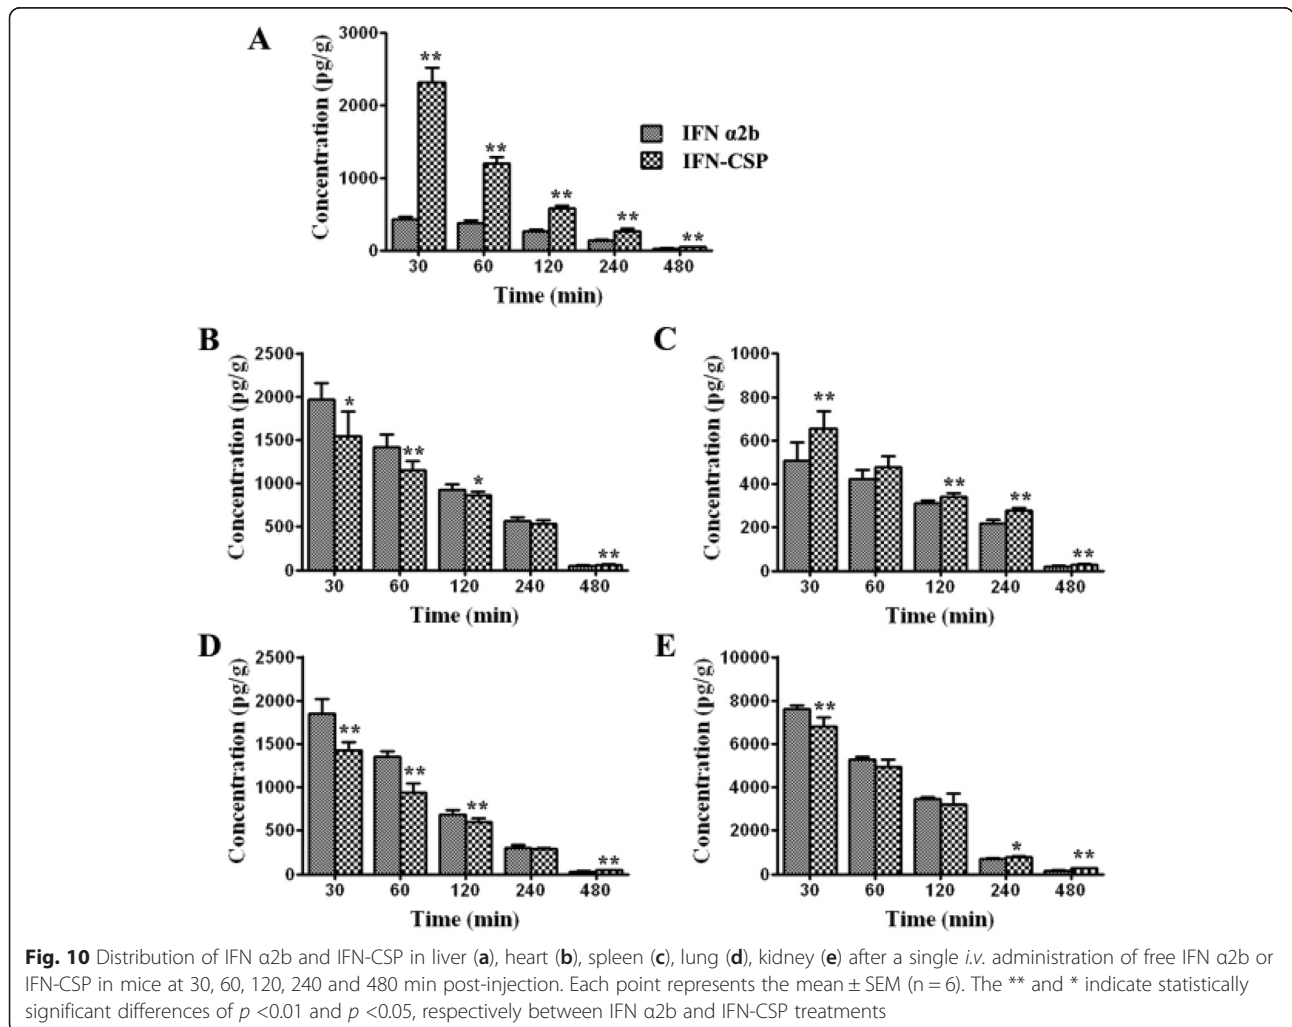 A
Concentration (pg/g)
3000
2000
1000
0
**
**
**
**
**
30 60 120 240 480
Time (min)
IFN α2b
IFN-CSP
B
Concentration (pg/g)
2500
2000
1500
1000
500
0
*
**
*
**
30 60 120 240 480
Time (min)
C
Concentration (pg/g)
1000
800
600
400
200
0
**
**
**
**
30 60 120 240 480
Time (min)
D
Concentration (pg/g)
2500
2000
1500
1000
500
0
**
**
**
**
30 60 120 240 480
Time (min)
E
Concentration (pg/g)
10000
8000
6000
4000
2000
0
**
*
**
30 60 120 240 480
Time (min)
Fig. 10 Distribution of IFN α2b and IFN-CSP in liver (a), heart (b), spleen (c), lung (d), kidney (e) after a single i.v. administration of free IFN α2b or
IFN-CSP in mice at 30, 60, 120, 240 and 480 min post-injection. Each point represents the mean ± SEM (n = 6). The ** and * indicate statistically
significant differences of p <0.01 and p <0.05, respectively between IFN α2b and IFN-CSP treatments